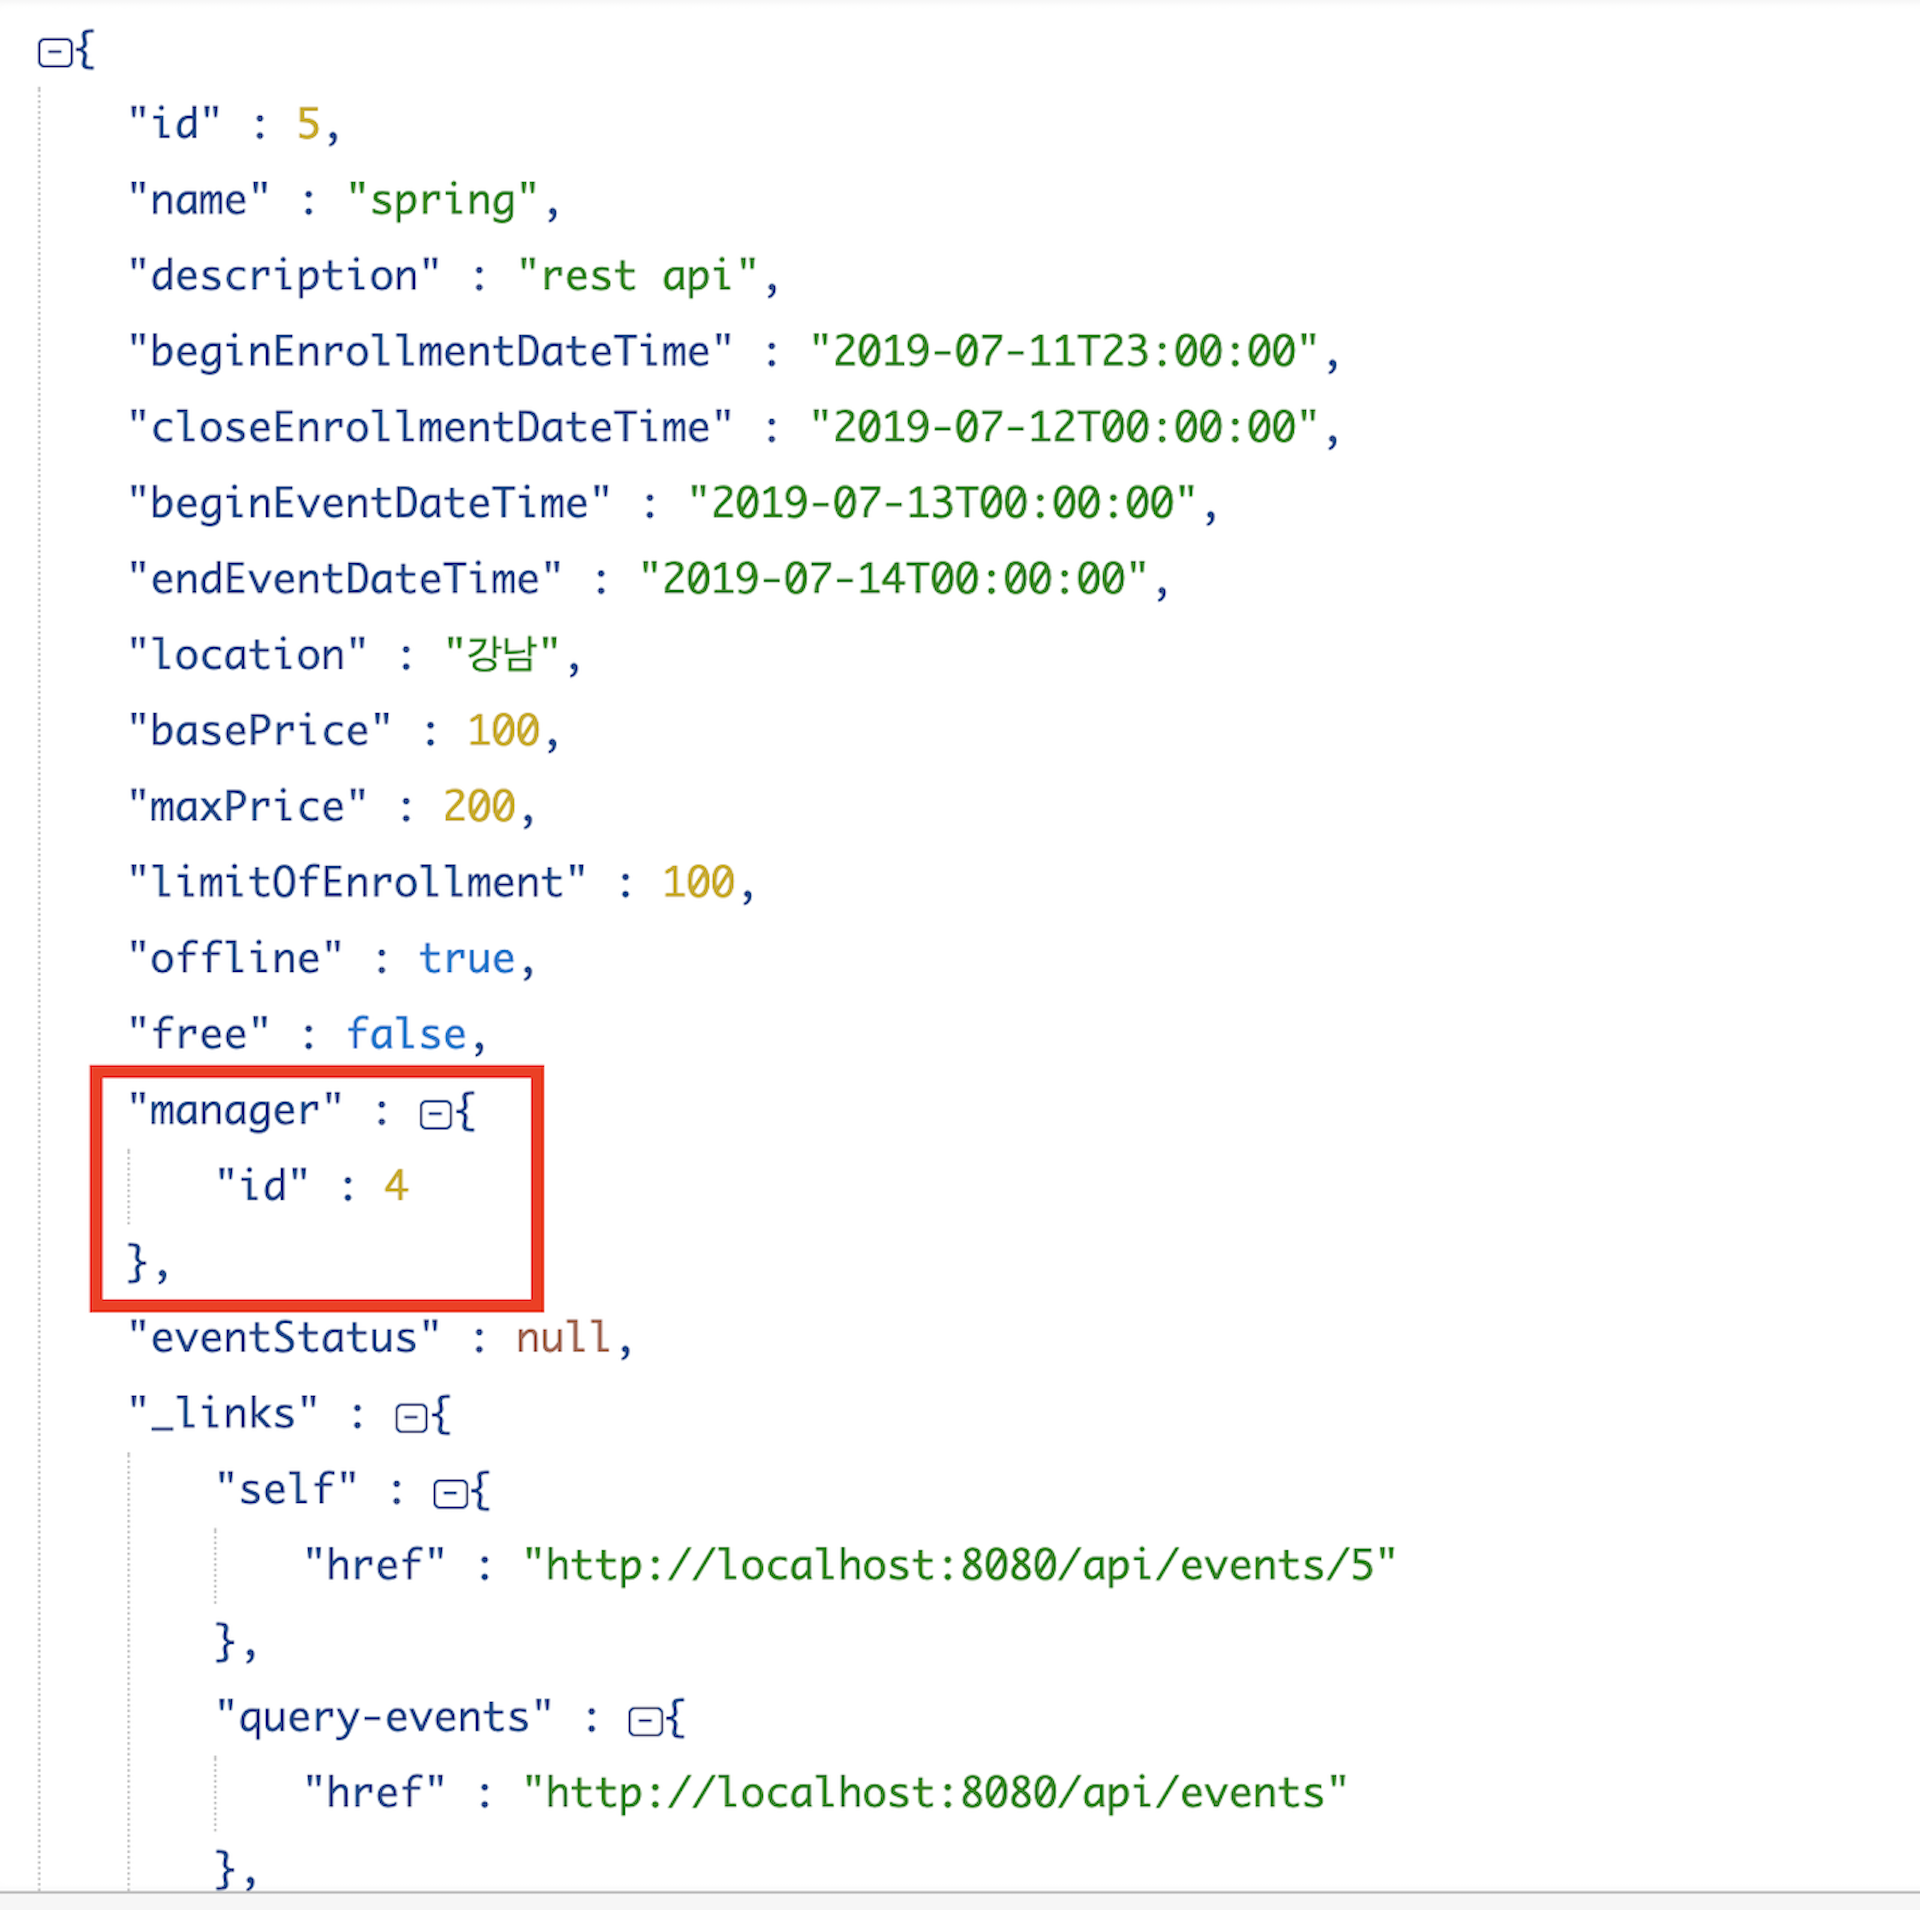 {
"id" : 5,
"name" : "spring",
"description" : "rest api",
"beginEnrollmentDateTime" : "2019-07-11T23:00:00",
"closeEnrollmentDateTime" : "2019-07-12T00:00:00",
"beginEventDateTime" : "2019-07-13T00:00:00",
"endEventDateTime" : "2019-07-14T00:00:00",
"location" : "강남",
"basePrice" : 100,
"maxPrice" : 200,
"limitOfEnrollment" : 100,
"offline" : true,
"free" : false,
"manager" : {
"id" : 4
},
"eventStatus" : null,
"_links" : {
"self" : {
"href" : "http://localhost:8080/api/events/5"
},
"query-events" : {
"href" : "http://localhost:8080/api/events"
},